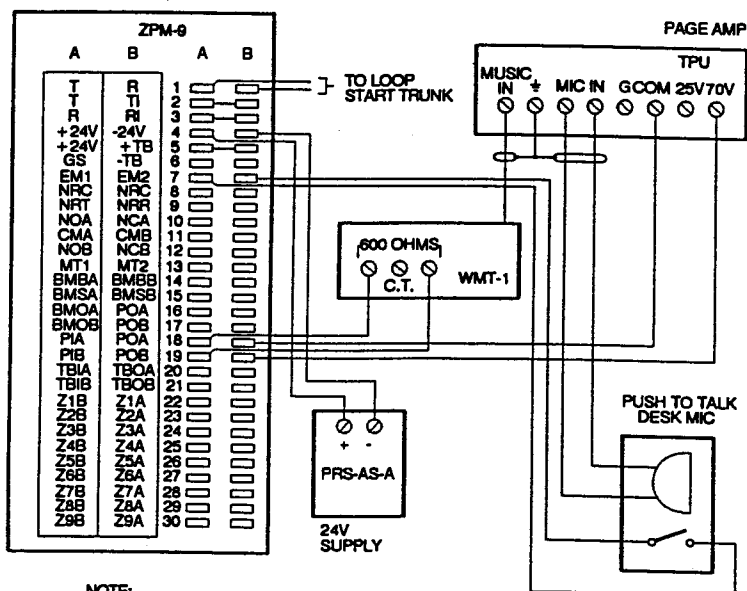 ZPM-9
A B A B
T R 1
T TI 2
R RI 3
+24V -24V 4
+24V +TB 5
GS -TB 6
EM1 EM2 7
NRC NRC 8
NRT NRR 9
NOA NCA 10
CMA CMB 11
NOB NCB 12
MT1 MT2 13
BMBA BMBB 14
BMSA BMSB 15
BMOA POA 16
BMOB POB 17
PIA POA 18
PIB POB 19
TBIA TBOA 20
TBIB TBOB 21
Z1B Z1A 22
Z2B Z2A 23
Z3B Z3A 24
Z4B Z4A 25
Z5B Z5A 26
Z6B Z6A 27
Z7B Z7A 28
Z8B Z8A 29
Z9B Z9A 30
TO LOOP
START TRUNK
PAGE AMP
TPU
MUSIC
IN
MIC IN
G COM 25V 70V
600 OHMS
C.T.
WMT-1
+ -
PRS-AS-A
24V
SUPPLY
PUSH TO TALK
DESK MIC
NOTE: